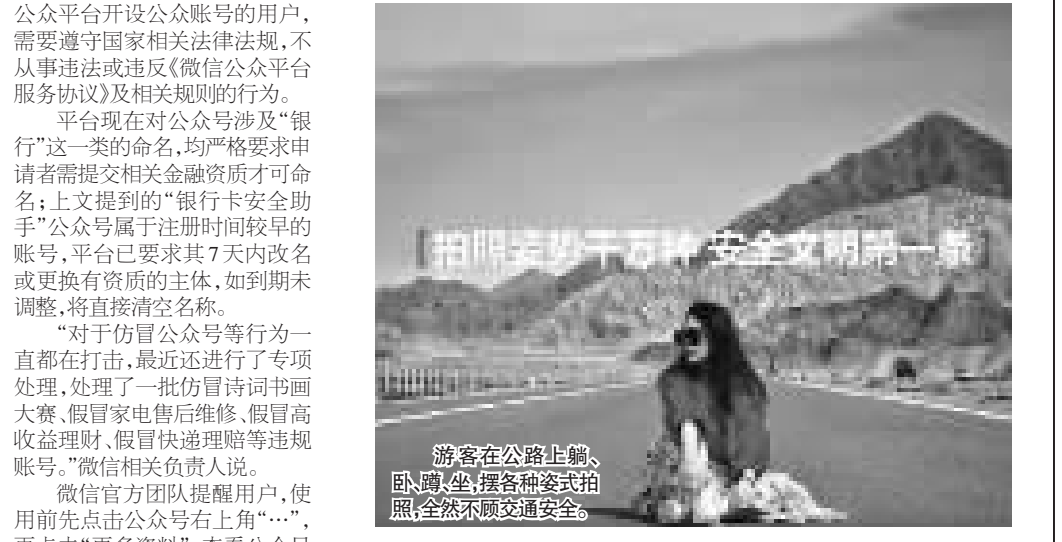 公众平台开设公众账号的用户,
需要遵守国家相关法律法规,不
从事违法或违反《微信公众平台
服务协议》及相关规则的行为。
平台现在对公众号涉及“银
行”这一类的命名,均严格要求申
请者需提交相关金融资质才可命
名;上文提到的“银行卡安全助
手”公众号属于注册时间较早的
账号,平台已要求其7天内改名
或更换有资质的主体,如到期未
调整,将直接清空名称。
“对于仿冒公众号等行为一
直都在打击,最近还进行了专项
处理,处理了一批仿冒诗词书画
大赛、假冒家电售后维修、假冒高
收益理财、假冒快递理赔等违规
账号。”微信相关负责人说。
微信官方团队提醒用户,使
用前先点击公众号右上角“…”,
拍照姿势千百种 安全文明第一条
游客在公路上躺、
卧、蹲、坐,摆各种姿式拍
照,全然不顾交通安全。